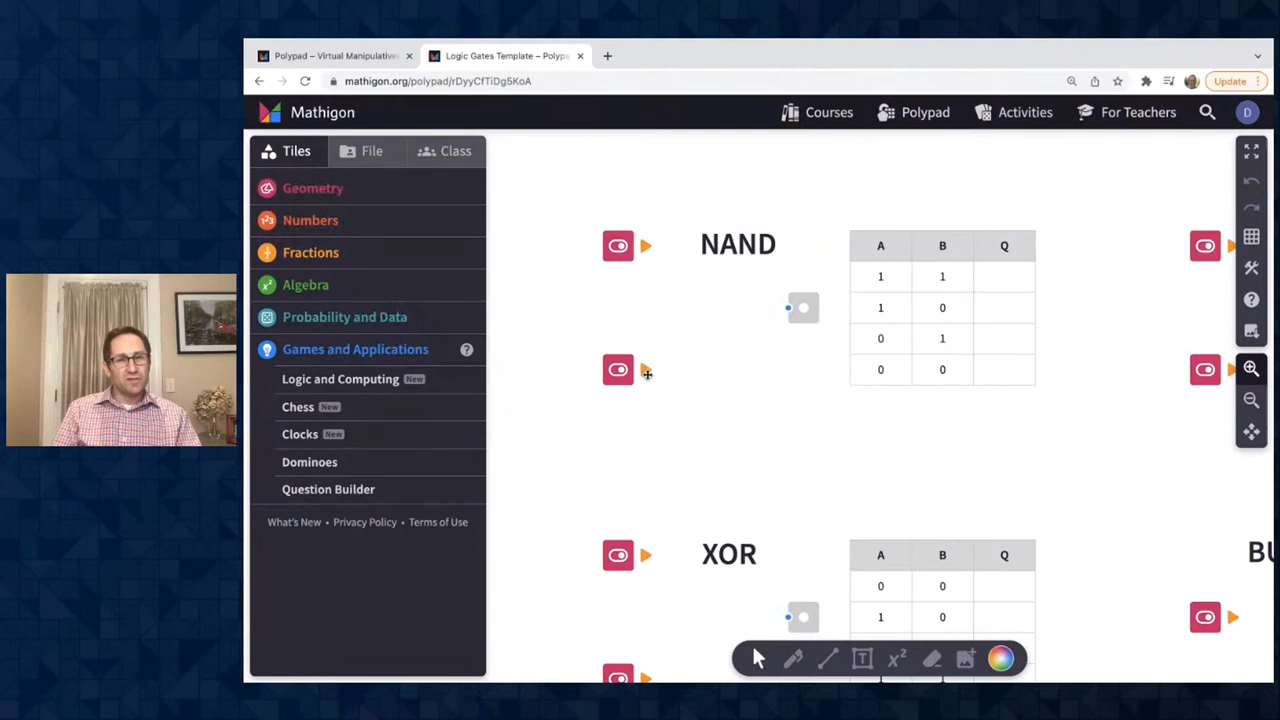 Polypad – Virtual Manipulatives
Logic Gates Template – Polypa
mathigon.org/polypad/rDyyCfTiDg5KoA
Update
Mathigon
Courses
Polypad
Activities
For Teachers
D
Tiles
File
Class
Geometry
Numbers
Fractions
Algebra
Probability and Data
Games and Applications
Logic and Computing New
Chess New
Clocks New
Dominoes
Question Builder
What's New • Privacy Policy • Terms of Use
NAND
A B Q
1 1
1 0
0 1
0 0
XOR
A B Q
0 0
1 0
BU
T
x²